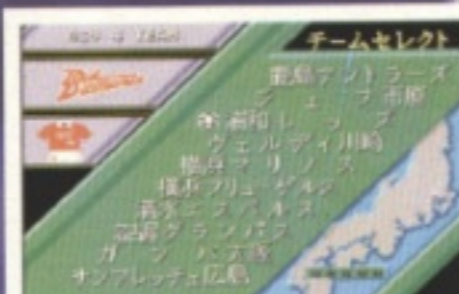 チームセレクト
鹿島アントラーズ
ジェフ市原
浦和レッズ
ヴェルディ川崎
横浜マリノス
横浜フリューゲルス
清水エスパルス
グランパス
ガンバ大阪
サンフレッチェ広島